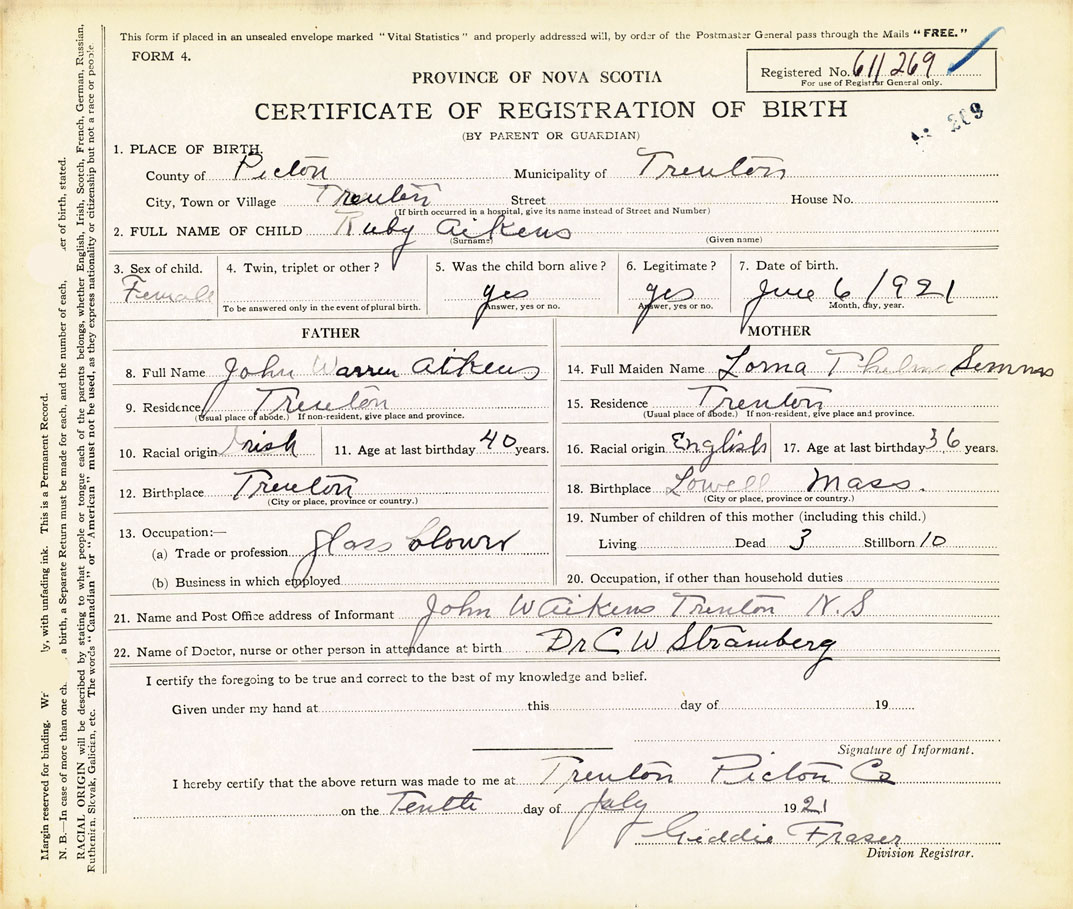 This form if placed in an unsealed envelope marked "Vital Statistics" and properly addressed will, by order of the Postmaster General pass through the Mails "FREE."
FORM 4.
Registered No. 611269
For use of Registrar General only.
PROVINCE OF NOVA SCOTIA
CERTIFICATE OF REGISTRATION OF BIRTH
209
(BY PARENT OR GUARDIAN)
1. PLACE OF BIRTH.
County of Picton Municipality of Trenton
City, Town or Village Trenton Street House No.
(If birth occurred in a hospital, give its name instead of Street and Number)
2. FULL NAME OF CHILD Ruby Aikens
(Surname) (Given name)
3. Sex of child. 4. Twin, triplet or other? 5. Was the child born alive? 6. Legitimate? 7. Date of birth.
Female yes yes June 6 1921
To be answered only in the event of plural birth. Answer, yes or no. Answer, yes or no. Month, day, year.
FATHER MOTHER
8. Full Name John Warren Aikens 14. Full Maiden Name Lorna Thelma
9. Residence Trenton 15. Residence Trenton
(Usual place of abode.) If non-resident, give place and province. (Usual place of abode.) If non-resident, give place and province.
10. Racial origin Irish 11. Age at last birthday 40 years. 16. Racial origin English 17. Age at last birthday 36 years.
12. Birthplace Trenton 18. Birthplace Lowell Mass.
(City or place, province or country.) (City or place, province or country.)
13. Occupation:— 19. Number of children of this mother (including this child.)
(a) Trade or profession glass blower Living Dead 3 Stillborn 10
(b) Business in which employed 20. Occupation, if other than household duties
21. Name and Post Office address of Informant John W Aikens Trenton N.S
22. Name of Doctor, nurse or other person in attendance at birth Dr C W Stramberg
I certify the foregoing to be true and correct to the best of my knowledge and belief.
Given under my hand at this day of 19
Signature of Informant.
I hereby certify that the above return was made to me at Trenton Picton Co
on the Tenth day of July 1921
Geddie Fraser
Division Registrar.
Margin reserved for binding. Wr y, with unfading ink. This is a Permanent Record.
N. B.—In case of more than one ch a birth, a Separate Return must be made for each, and the number of each, er of birth, stated.
RACIAL ORIGIN will be described by stating to what people or tongue each of the parents belongs, whether English, Irish, Scotch, French, German, Russian,
Ruthenian, Slovak, Galician, etc. The words "Canadian" or "American" must not be used, as they express nationality or citizenship but not a race or people.